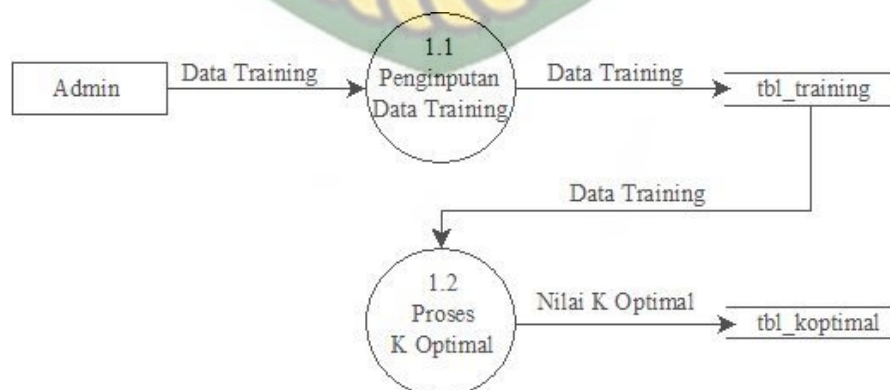 Admin
Data Training
1.1
Penginputan
Data Training
Data Training
tbl_training
Data Training
1.2
Proses
K Optimal
Nilai K Optimal
tbl_koptimal